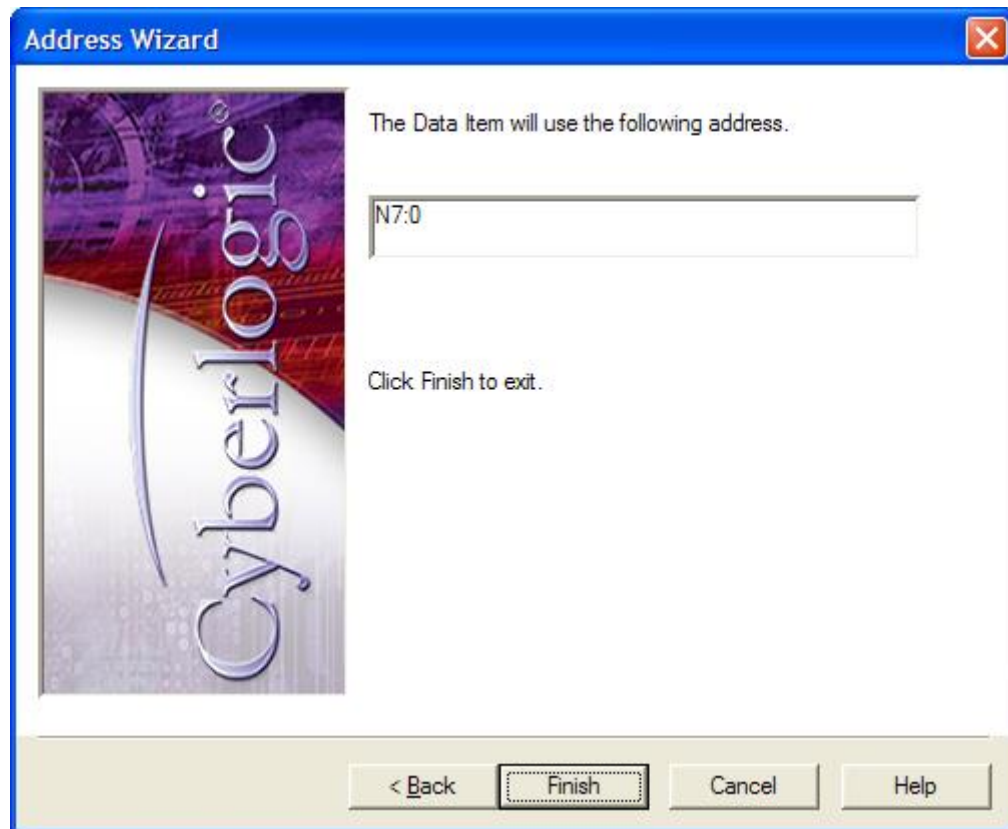 Address Wizard
Cyberlogic®
The Data Item will use the following address.
N7:0
Click Finish to exit.
< Back
Finish
Cancel
Help